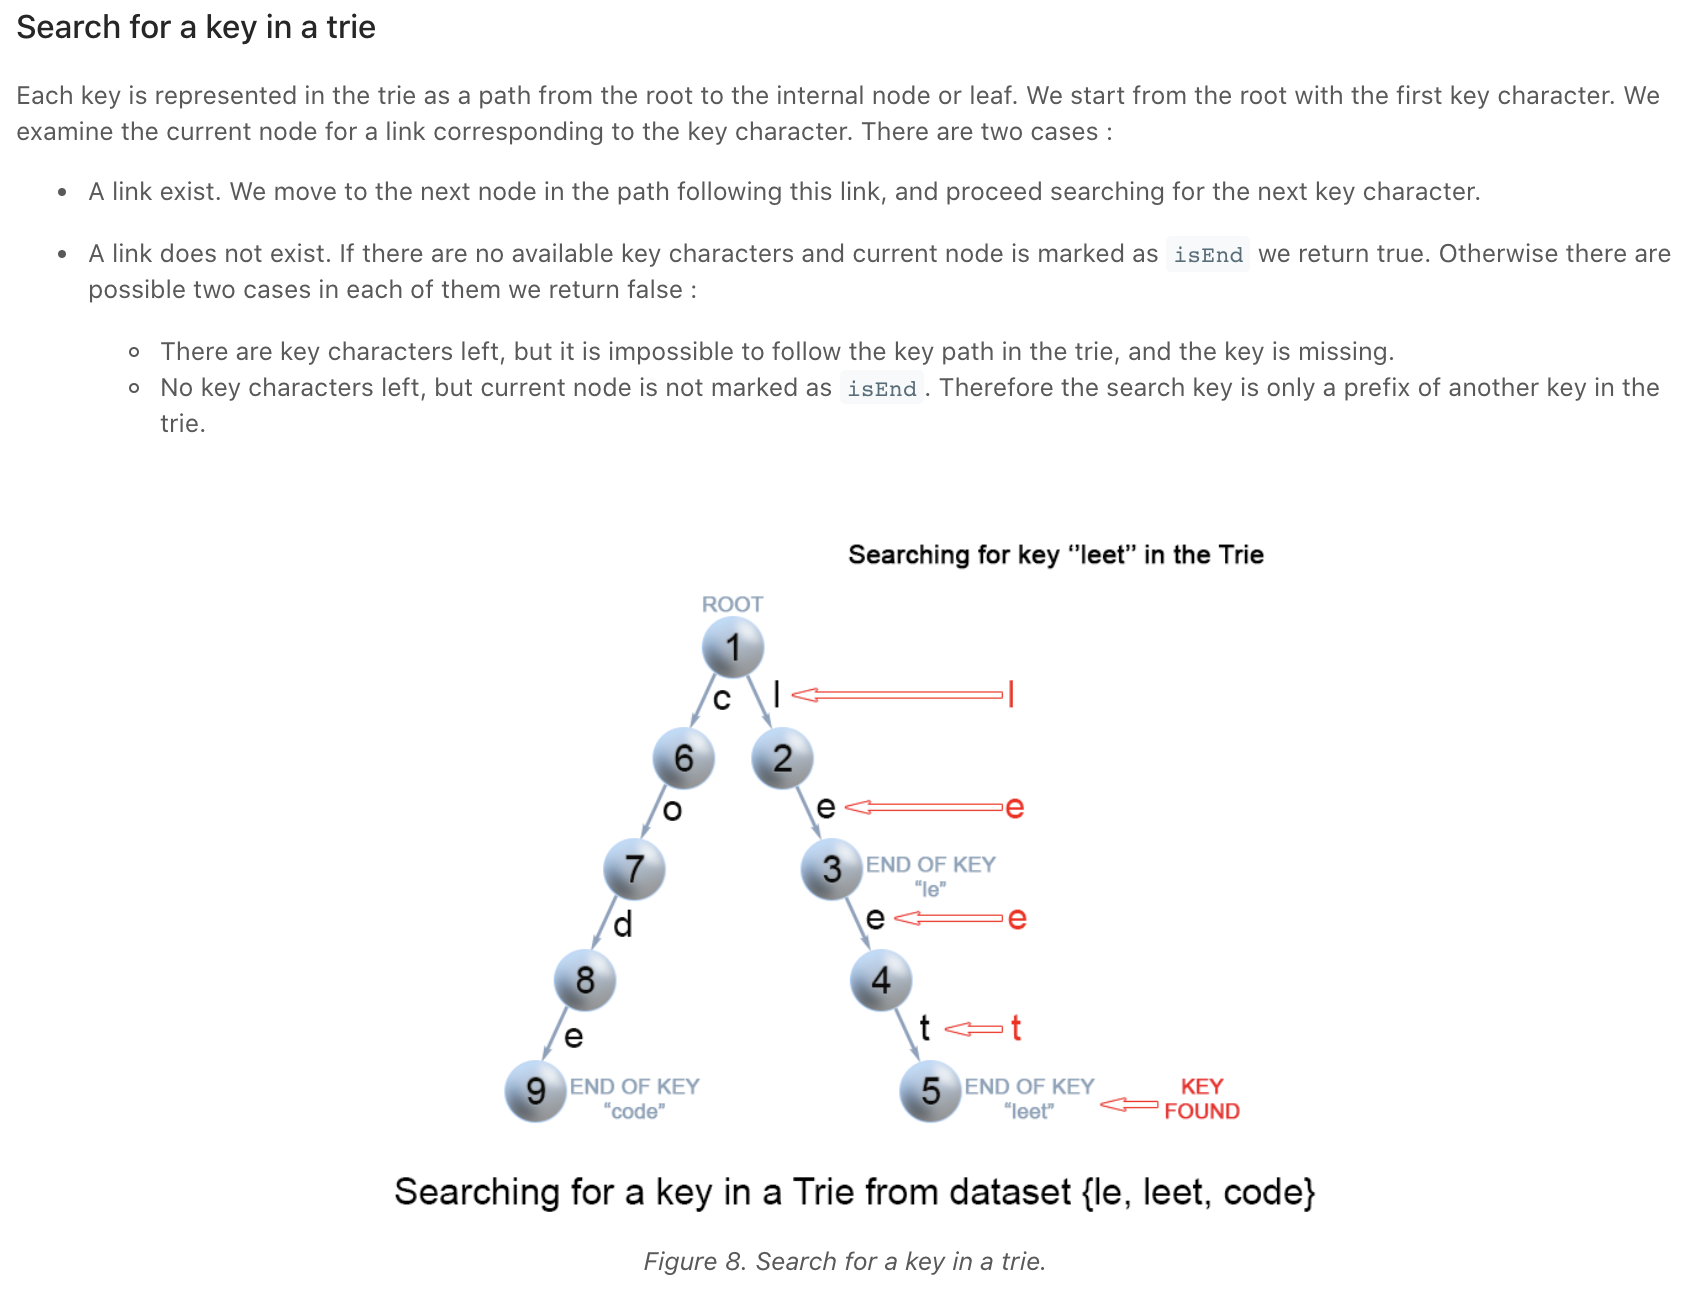 Search for a key in a trie
Each key is represented in the trie as a path from the root to the internal node or leaf. We start from the root with the first key character. We
examine the current node for a link corresponding to the key character. There are two cases :
• A link exist. We move to the next node in the path following this link, and proceed searching for the next key character.
• A link does not exist. If there are no available key characters and current node is marked as isEnd we return true. Otherwise there are
possible two cases in each of them we return false :
◦ There are key characters left, but it is impossible to follow the key path in the trie, and the key is missing.
◦ No key characters left, but current node is not marked as isEnd . Therefore the search key is only a prefix of another key in the
trie.
Searching for key ‘’leet’’ in the Trie
ROOT
1
c l l
6 2
o e e
7 3 END OF KEY
“le”
d e e
8 4
e t t
9 END OF KEY 5 END OF KEY KEY
“code” “leet” FOUND
Searching for a key in a Trie from dataset {le, leet, code}
Figure 8. Search for a key in a trie.